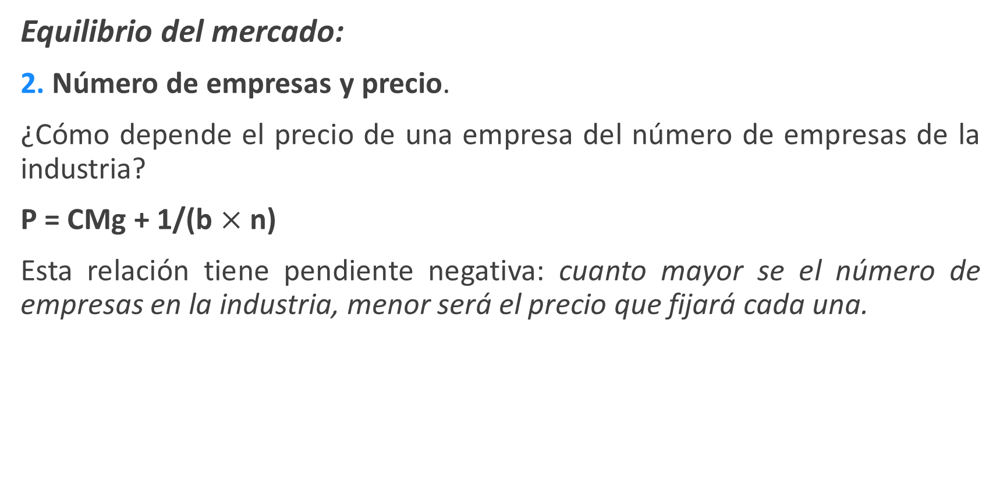 Equilibrio del mercado:
2. Número de empresas y precio.
¿Cómo depende el precio de una empresa del número de empresas de la
industria?
P = CMg + 1/(b × n)
Esta relación tiene pendiente negativa: cuanto mayor se el número de
empresas en la industria, menor será el precio que fijará cada una.